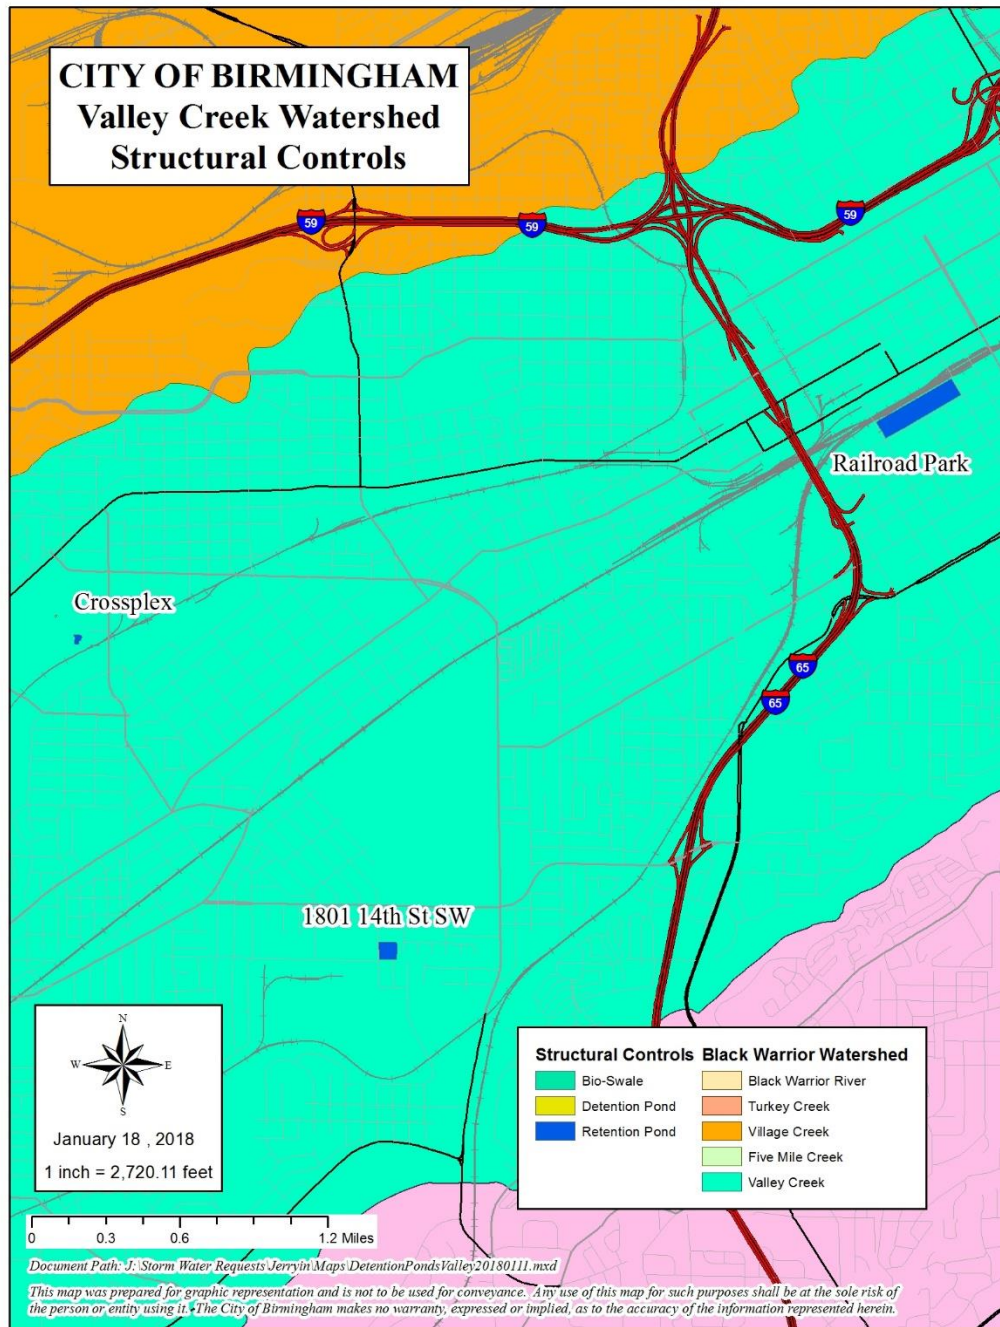 CITY OF BIRMINGHAM
Valley Creek Watershed
Structural Controls
59
59
59
Railroad Park
Crossplex
65
65
1801 14th St SW
N
W E
S
January 18 , 2018
1 inch = 2,720.11 feet
Structural Controls
Bio-Swale
Detention Pond
Retention Pond
Black Warrior Watershed
Black Warrior River
Turkey Creek
Village Creek
Five Mile Creek
Valley Creek
0 0.3 0.6 1.2 Miles
Document Path: J:\Storm Water Requests\Jerryin\Maps\DetentionPondsValley20180111.mxd
This map was prepared for graphic representation and is not to be used for conveyance. Any use of this map for such purposes shall be at the sole risk of
the person or entity using it. The City of Birmingham makes no warranty, expressed or implied, as to the accuracy of the information represented herein.